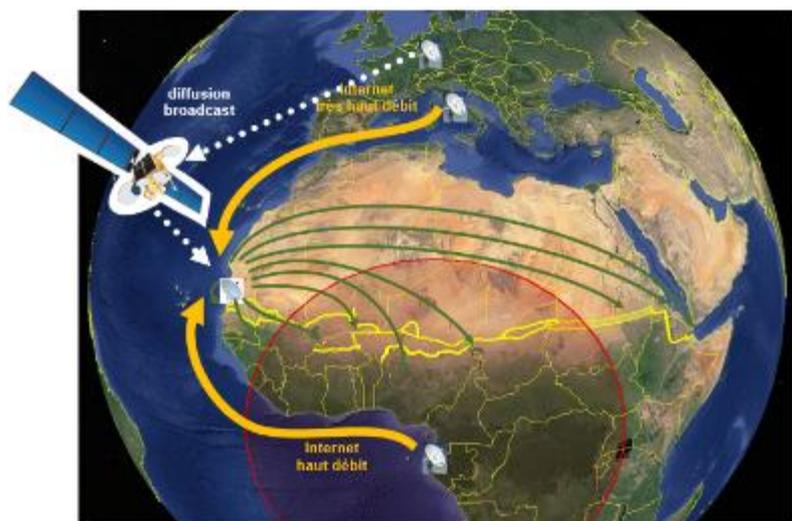 diffusion
broadcast
Internet
très haut débit
Internet
haut débit